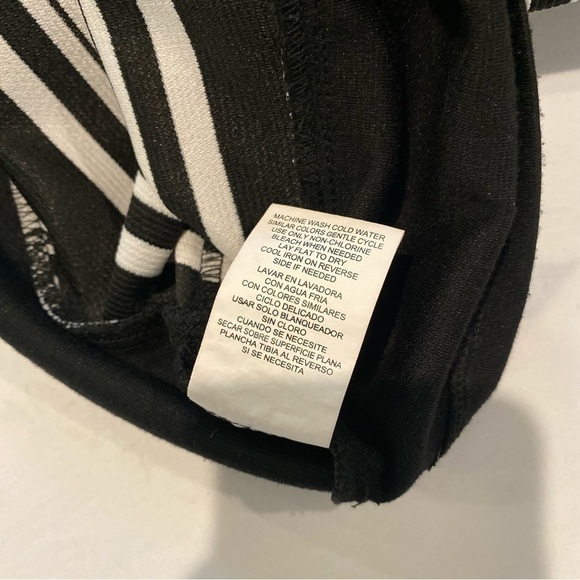 MACHINE WASH COLD WATER
SIMILAR COLORS GENTLE CYCLE
USE ONLY NON-CHLORINE
BLEACH WHEN NEEDED
LAY FLAT TO DRY
COOL IRON ON REVERSE
SIDE IF NEEDED
LAVAR EN LAVADORA
CON AGUA FRIA
CON COLORES SIMILARES
CICLO DELICADO
USAR SOLO BLANQUEADOR
SIN CLORO
CUANDO SE NECESITE
SECAR SOBRE SUPERFICIE PLANA
PLANCHA TIBIA AL REVERSO
SI SE NECESITA